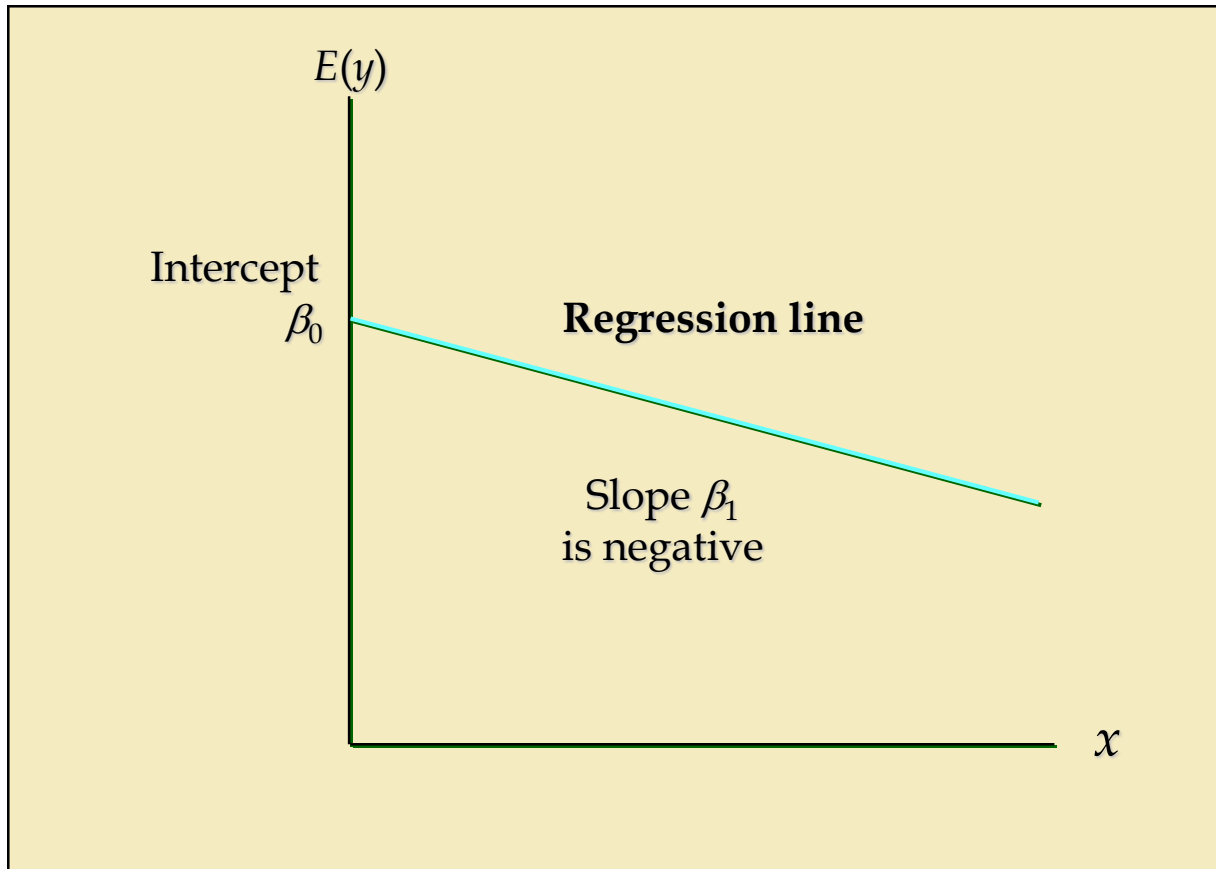 E(y)
Intercept
β₀
Regression line
Slope β₁
is negative
x